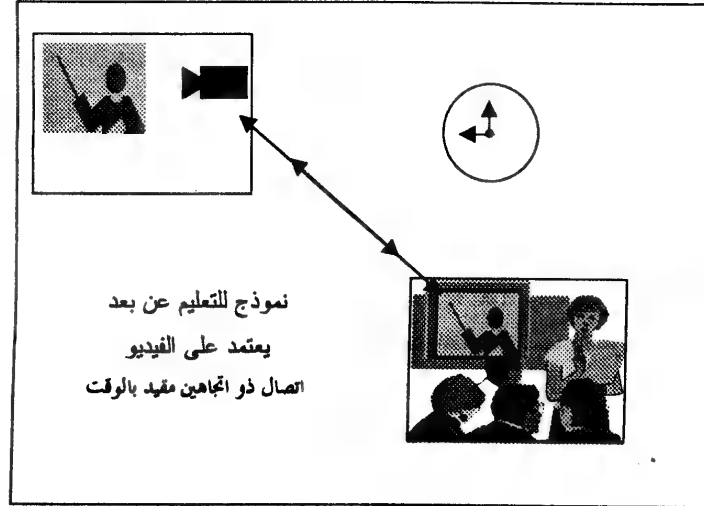 نموذج للتعليم عن بعد
يعتمد على الفيديو
اتصال ذو اتجاهين مقيد بالوقت